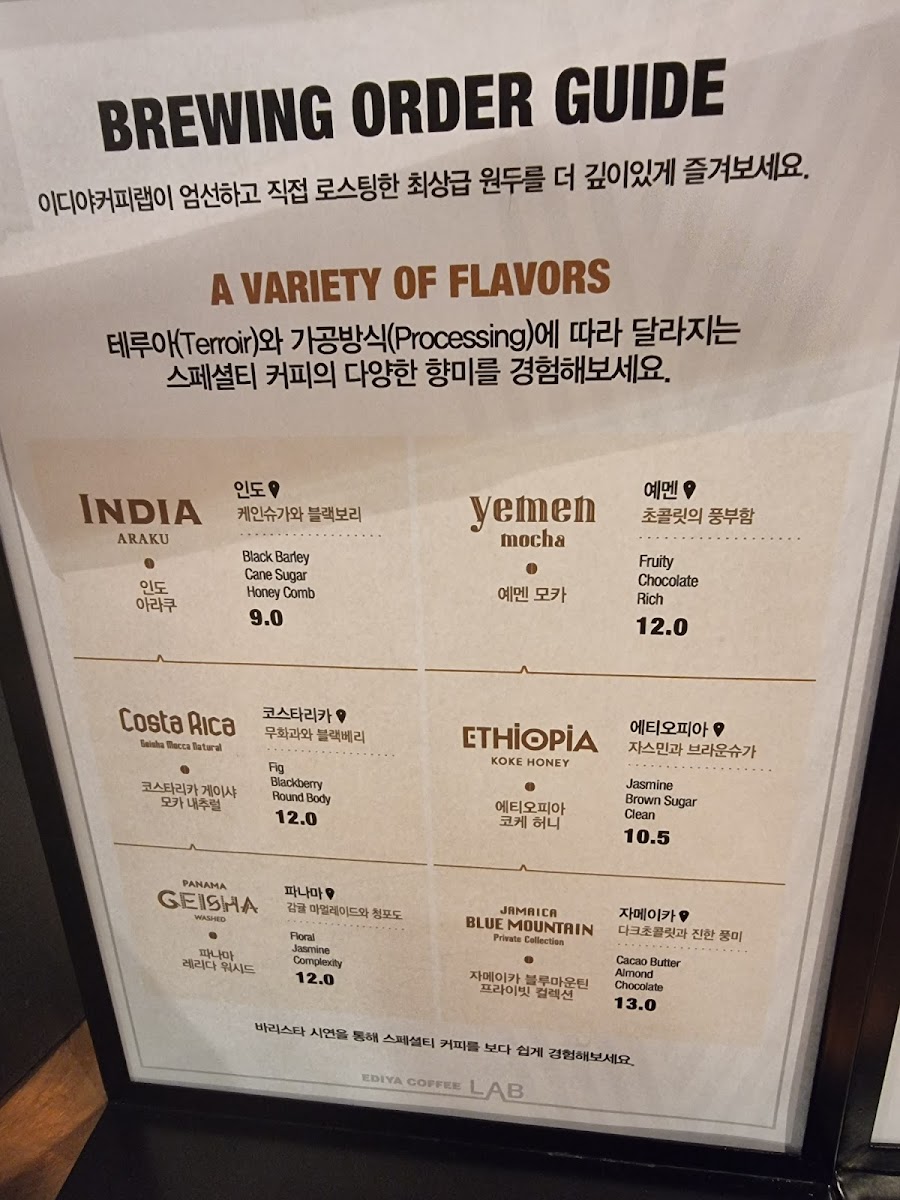 BREWING ORDER GUIDE
이디야커피랩이 엄선하고 직접 로스팅한 최상급 원두를 더 깊이있게 즐겨보세요.
A VARIETY OF FLAVORS
테루아(Terroir)와 가공방식(Processing)에 따라 달라지는
스페셜티 커피의 다양한 향미를 경험해보세요.
INDIA
ARAKU
인도
아라쿠
인도
케인슈가와 블랙보리
Black Barley
Cane Sugar
Honey Comb
9.0
yemen
mocha
예멘 모카
예멘
초콜릿의 풍부함
Fruity
Chocolate
Rich
12.0
Costa Rica
Geisha Mocca Natural
코스타리카 게이샤
모카 내추럴
코스타리카
무화과와 블랙베리
Fig
Blackberry
Round Body
12.0
ETHIOPIA
KOKE HONEY
에티오피아
코케 허니
에티오피아
자스민과 브라운슈가
Jasmine
Brown Sugar
Clean
10.5
PANAMA
GEISHA
WASHED
파나마
레리다 워시드
파나마
감귤 마멀레이드와 청포도
Floral
Jasmine
Complexity
12.0
JAMAICA
BLUE MOUNTAIN
Private Collection
자메이카 블루마운틴
프라이빗 컬렉션
자메이카
다크초콜릿과 진한 풍미
Cacao Butter
Almond
Chocolate
13.0
바리스타 시연을 통해 스페셜티 커피를 보다 쉽게 경험해보세요.
EDIYA COFFEE LAB